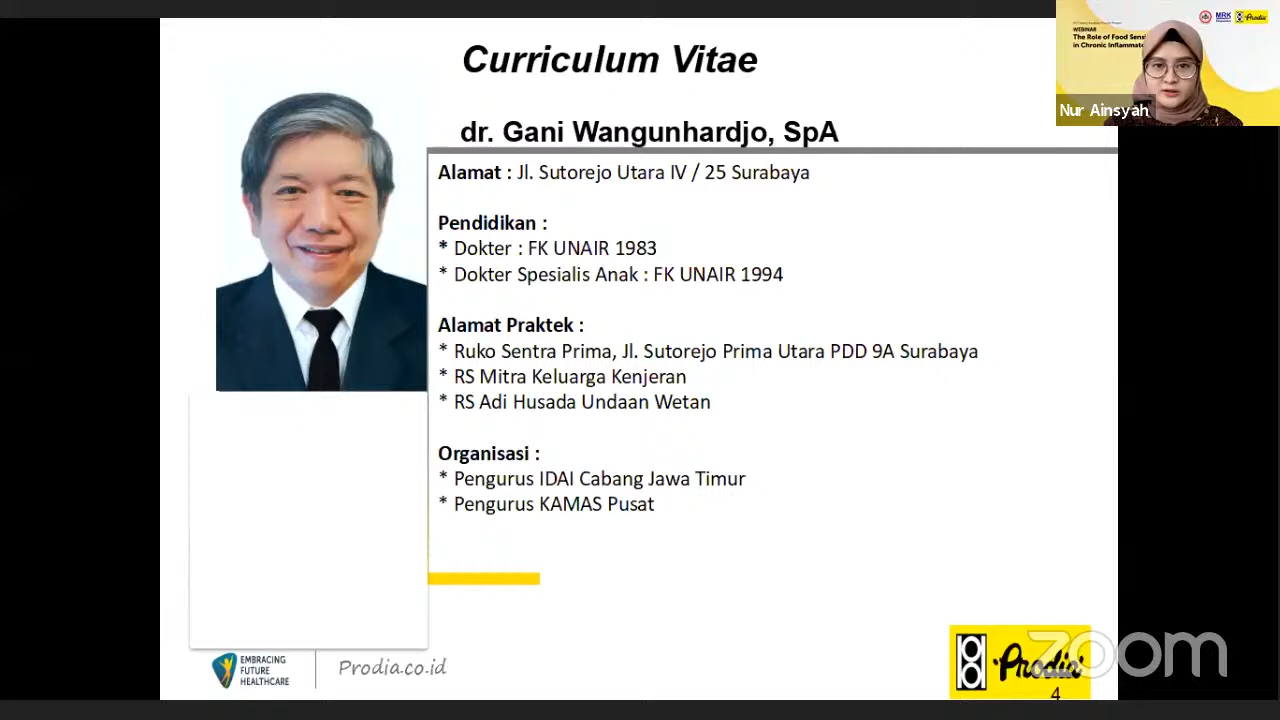 Curriculum Vitae
dr. Gani Wangunhardjo, SpA
Alamat : Jl. Sutorejo Utara IV / 25 Surabaya
Pendidikan :
* Dokter : FK UNAIR 1983
* Dokter Spesialis Anak : FK UNAIR 1994
Alamat Praktek :
* Ruko Sentra Prima, Jl. Sutorejo Prima Utara PDD 9A Surabaya
* RS Mitra Keluarga Kenjeran
* RS Adi Husada Undaan Wetan
Organisasi :
* Pengurus IDAI Cabang Jawa Timur
* Pengurus KAMAS Pusat
EMBRACING
FUTURE
HEALTHCARE
Prodia.co.id
Prodia
4
zoom
MRK
Prodia
WEBINAR
The Role of Food
in Chronic
Nur Ainsyah